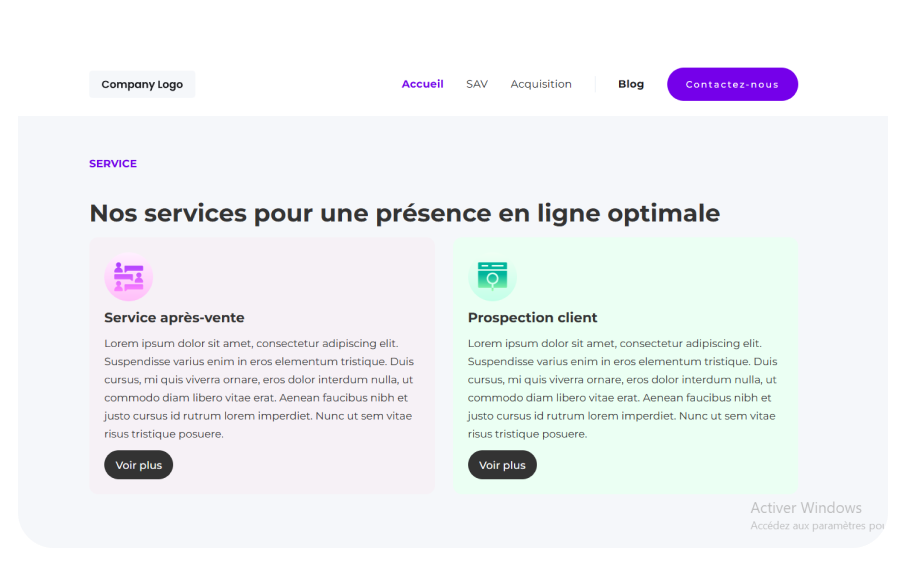 Company Logo
Accueil SAV Acquisition Blog Contactez-nous
SERVICE
Nos services pour une présence en ligne optimale
Service après-vente
Lorem ipsum dolor sit amet, consectetur adipiscing elit.
Suspendisse varius enim in eros elementum tristique. Duis
cursus, mi quis viverra ornare, eros dolor interdum nulla, ut
commodo diam libero vitae erat. Aenean faucibus nibh et
justo cursus id rutrum lorem imperdiet. Nunc ut sem vitae
risus tristique posuere.
Voir plus
Prospection client
Lorem ipsum dolor sit amet, consectetur adipiscing elit.
Suspendisse varius enim in eros elementum tristique. Duis
cursus, mi quis viverra ornare, eros dolor interdum nulla, ut
commodo diam libero vitae erat. Aenean faucibus nibh et
justo cursus id rutrum lorem imperdiet. Nunc ut sem vitae
risus tristique posuere.
Voir plus
Activer Windows
Accédez aux paramètres